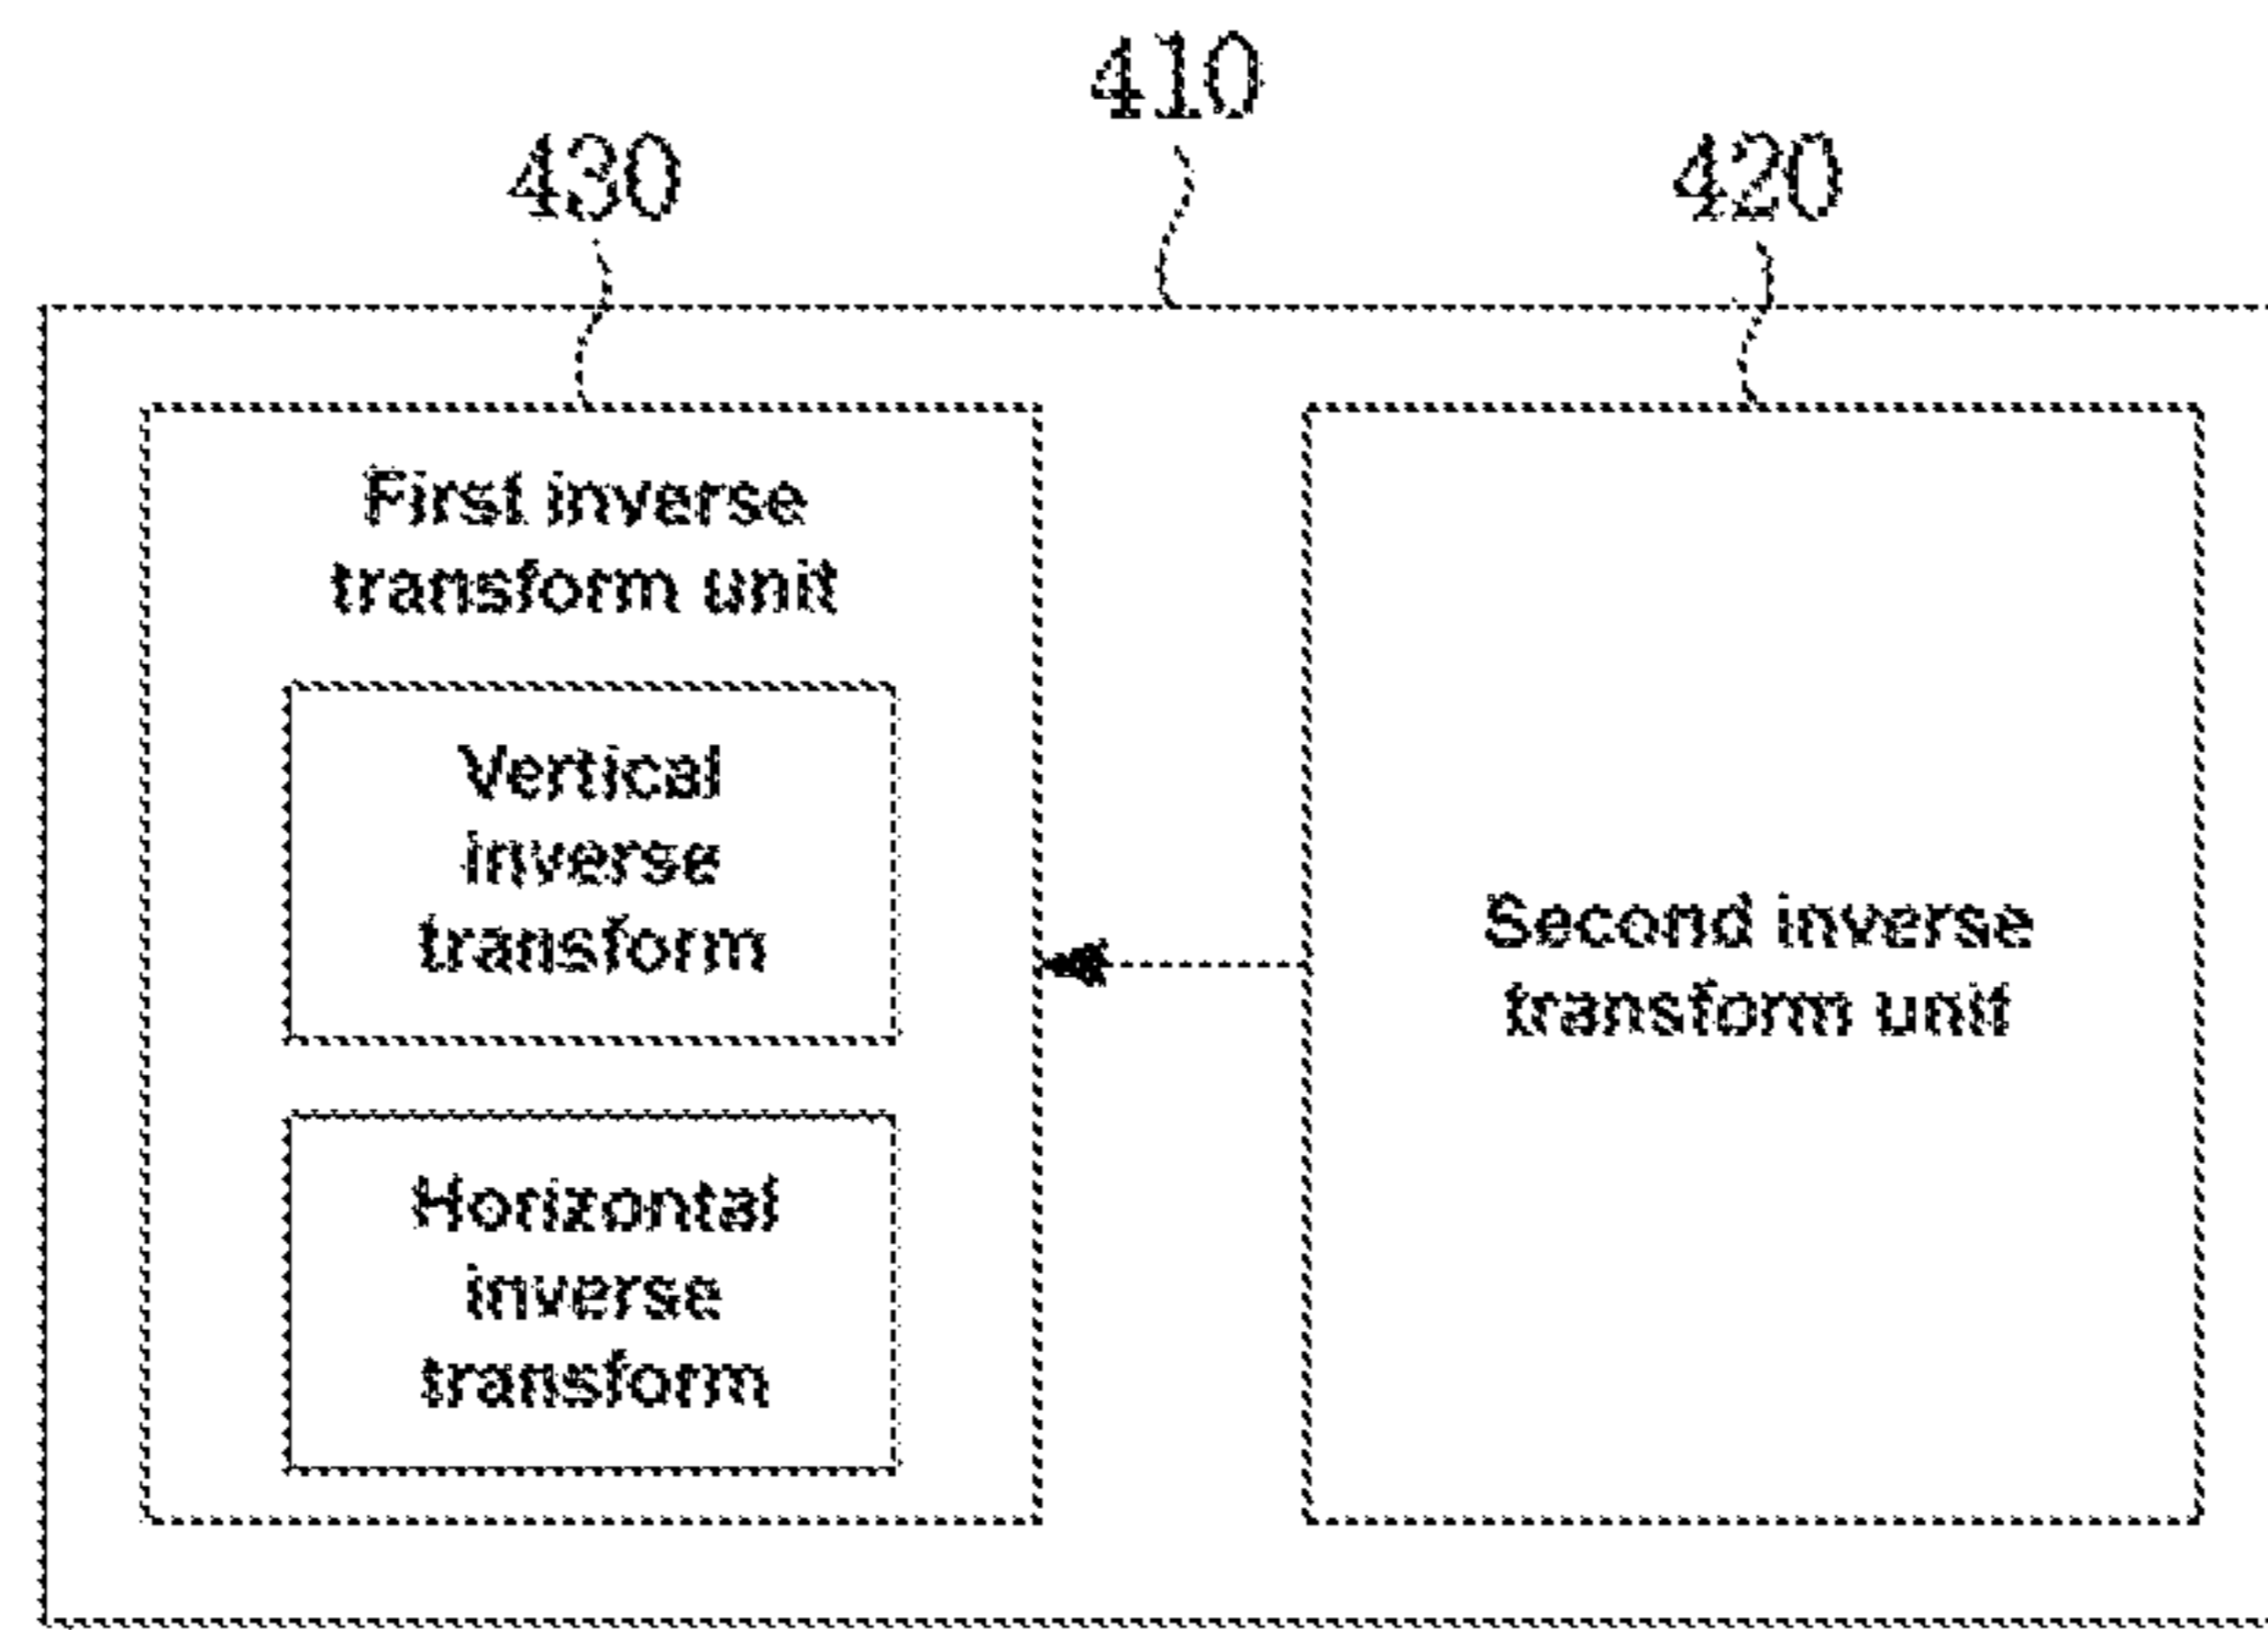 410
430
420
First inverse
transform unit
Vertical
inverse
transform
Horizontal
inverse
transform
Second inverse
transform unit